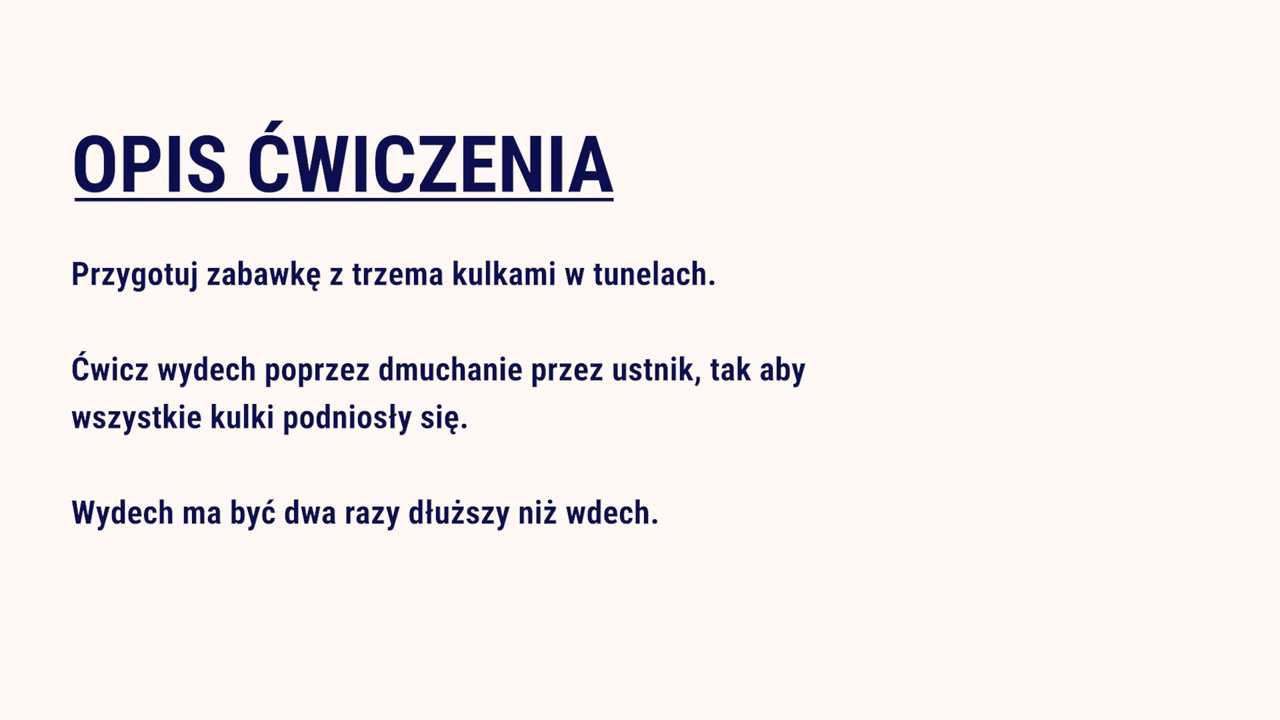 OPIS ĆWICZENIA
Przygotuj zabawkę z trzema kulkami w tunelach.
Ćwicz wydech poprzez dmuchanie przez ustnik, tak aby
wszystkie kulki podniosły się.
Wydech ma być dwa razy dłuższy niż wdech.